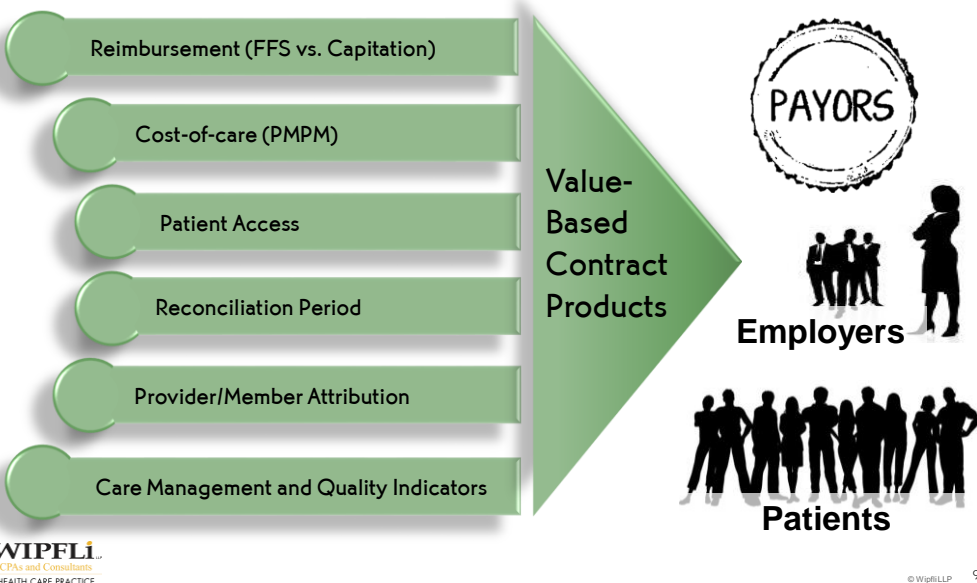 Reimbursement (FFS vs. Capitation)
Cost-of-care (PMPM)
Patient Access
Reconciliation Period
Provider/Member Attribution
Care Management and Quality Indicators
Value-
Based
Contract
Products
PAYORS
Employers
Patients
WIPFLi LLP
CPAs and Consultants
HEALTH CARE PRACTICE
© Wipfli LLP